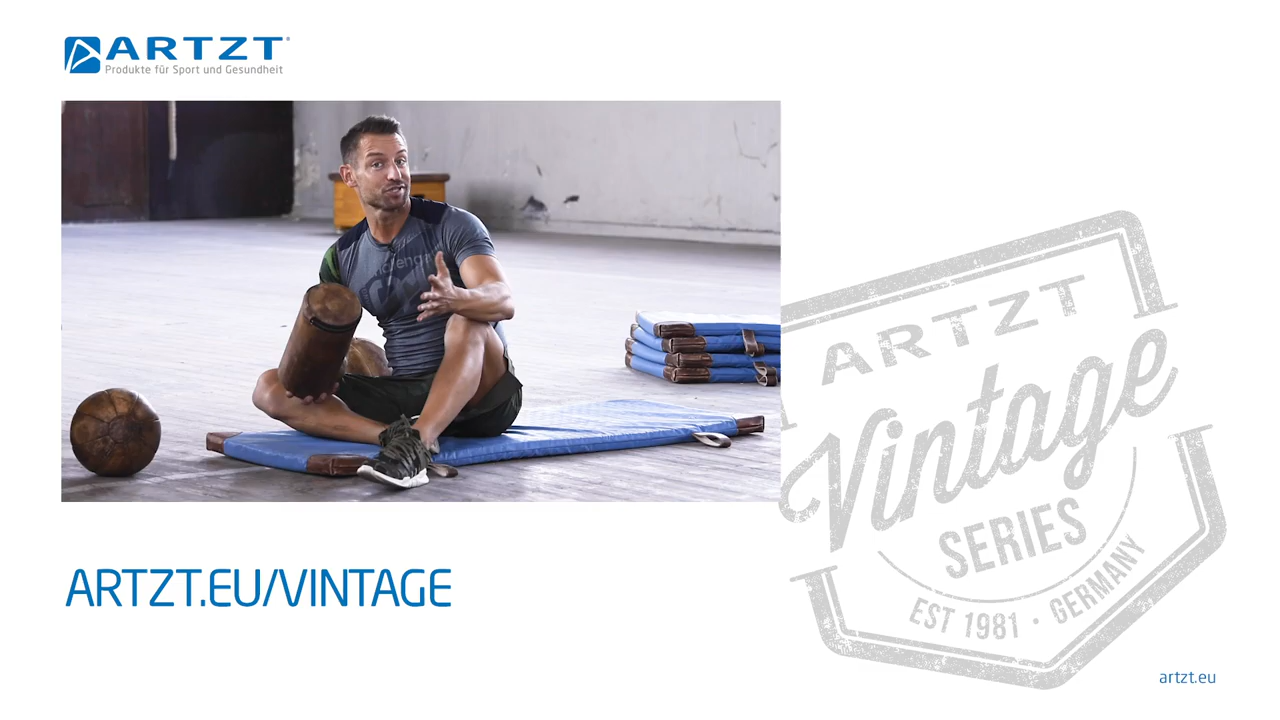 ARTZT®
Produkte für Sport und Gesundheit
ARTZT
Vintage
SERIES
EST 1981 · GERMANY
ARTZT.EU/VINTAGE
artzt.eu